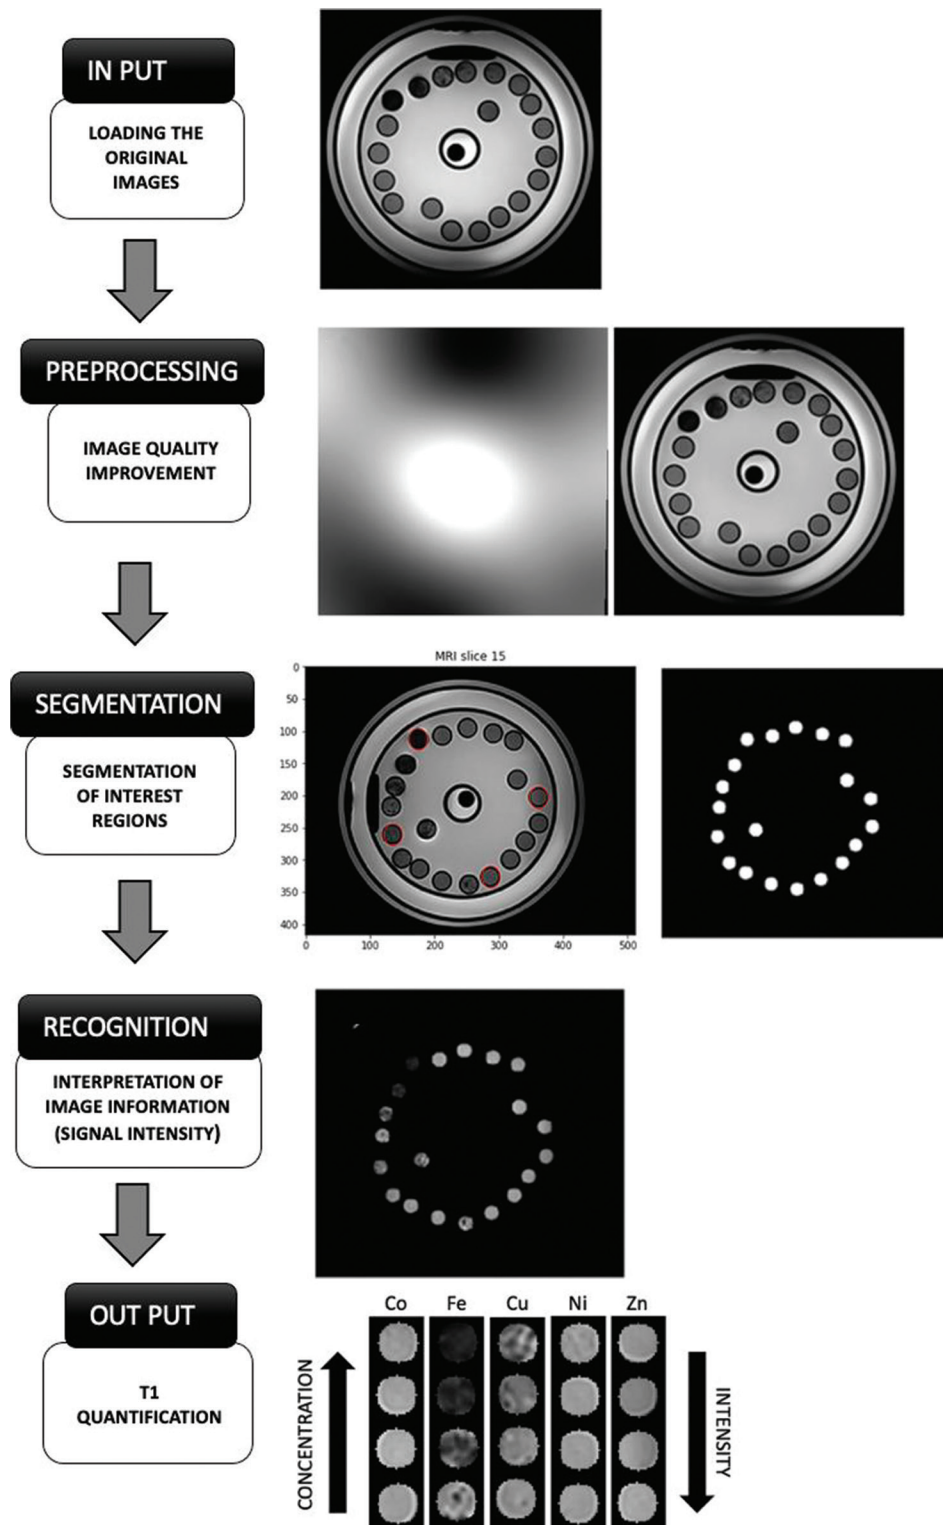 IN PUT
LOADING THE
ORIGINAL
IMAGES
PREPROCESSING
IMAGE QUALITY
IMPROVEMENT
SEGMENTATION
SEGMENTATION
OF INTEREST
REGIONS
MRI slice 15
0
50
100
150
200
250
300
350
400
0 100 200 300 400 500
RECOGNITION
INTERPRETATION OF
IMAGE INFORMATION
(SIGNAL INTENSITY)
OUT PUT
T1
QUANTIFICATION
Co Fe Cu Ni Zn
CONCENTRATION
INTENSITY